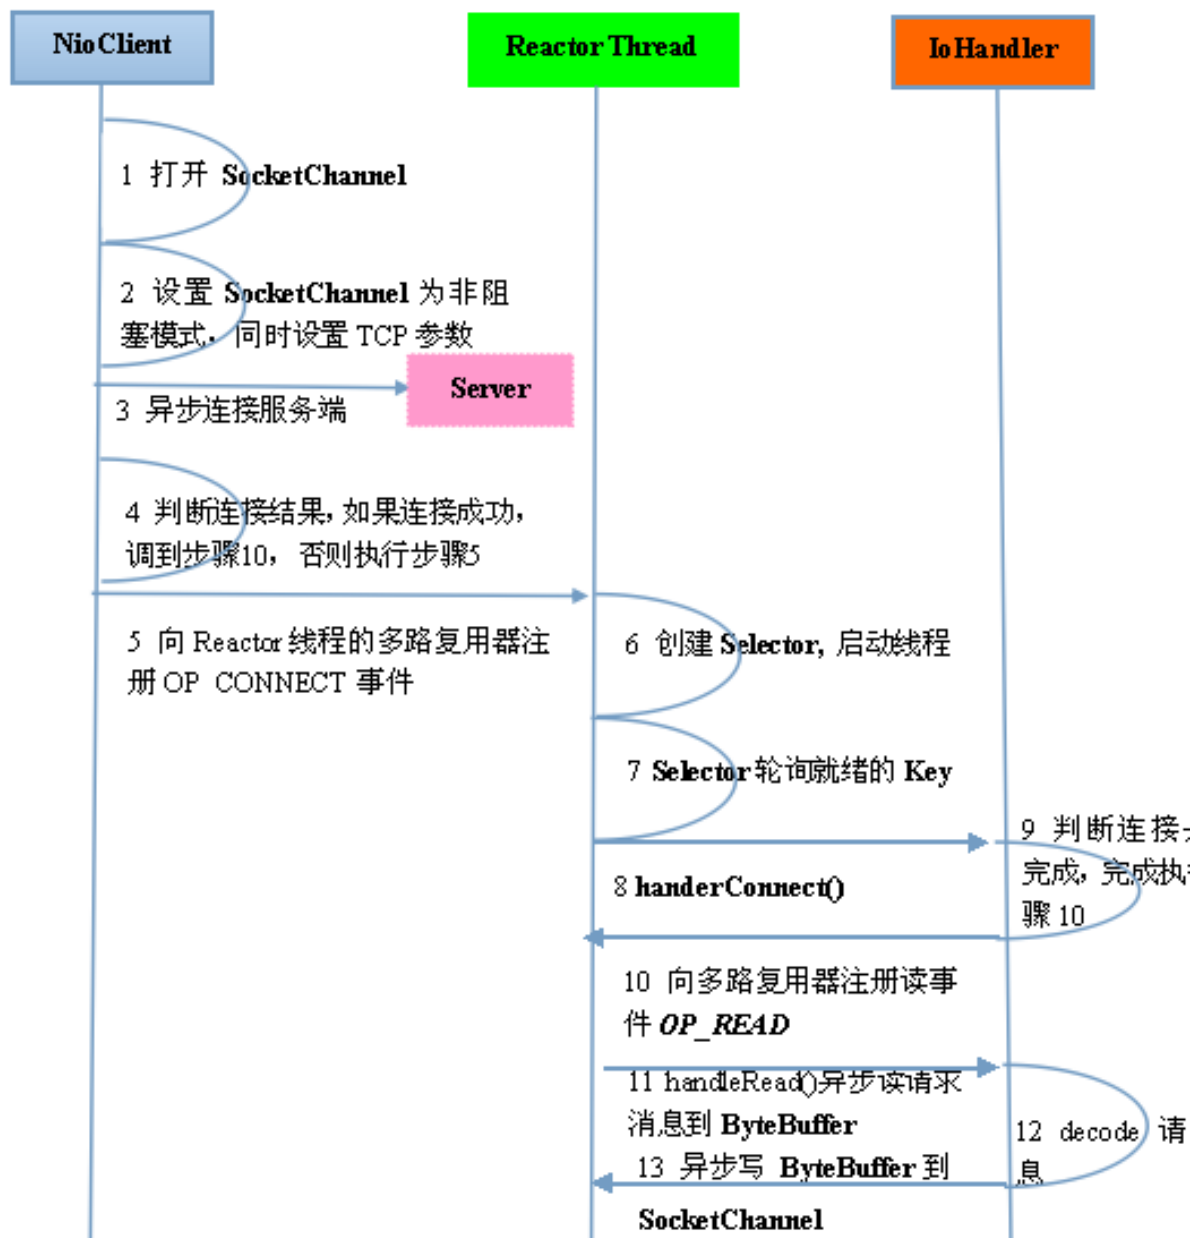 NioClient
Reactor Thread
IoHandler
1 打开 SocketChannel
2 设置 SocketChannel 为非阻
塞模式，同时设置 TCP 参数
Server
3 异步连接服务端
4 判断连接结果，如果连接成功，
调到步骤10，否则执行步骤5
5 向 Reactor 线程的多路复用器注
册 OP_CONNECT 事件
6 创建 Selector, 启动线程
7 Selector 轮询就绪的 Key
8 handerConnect()
9 判断连接
完成，完成执
骤 10
10 向多路复用器注册读事
件 OP_READ
11 handleRead()异步读请求
消息到 ByteBuffer
12 decode 请
息
13 异步写 ByteBuffer 到
SocketChannel